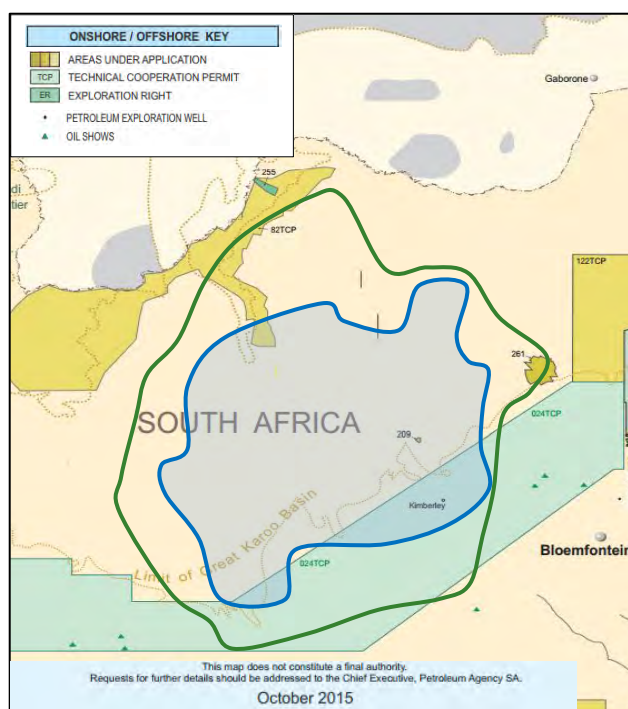 ONSHORE / OFFSHORE KEY
AREAS UNDER APPLICATION
TCP TECHNICAL COOPERATION PERMIT
ER EXPLORATION RIGHT
PETROLEUM EXPLORATION WELL
OIL SHOWS
Gaborone
255
di
tier
82TCP
122TCP
261
SOUTH AFRICA
024TCP
209
Kimberley
Limit of Great Karoo Basin
Bloemfontein
024TCP
This map does not constitute a final authority.
Requests for further details should be addressed to the Chief Executive, Petroleum Agency SA.
October 2015